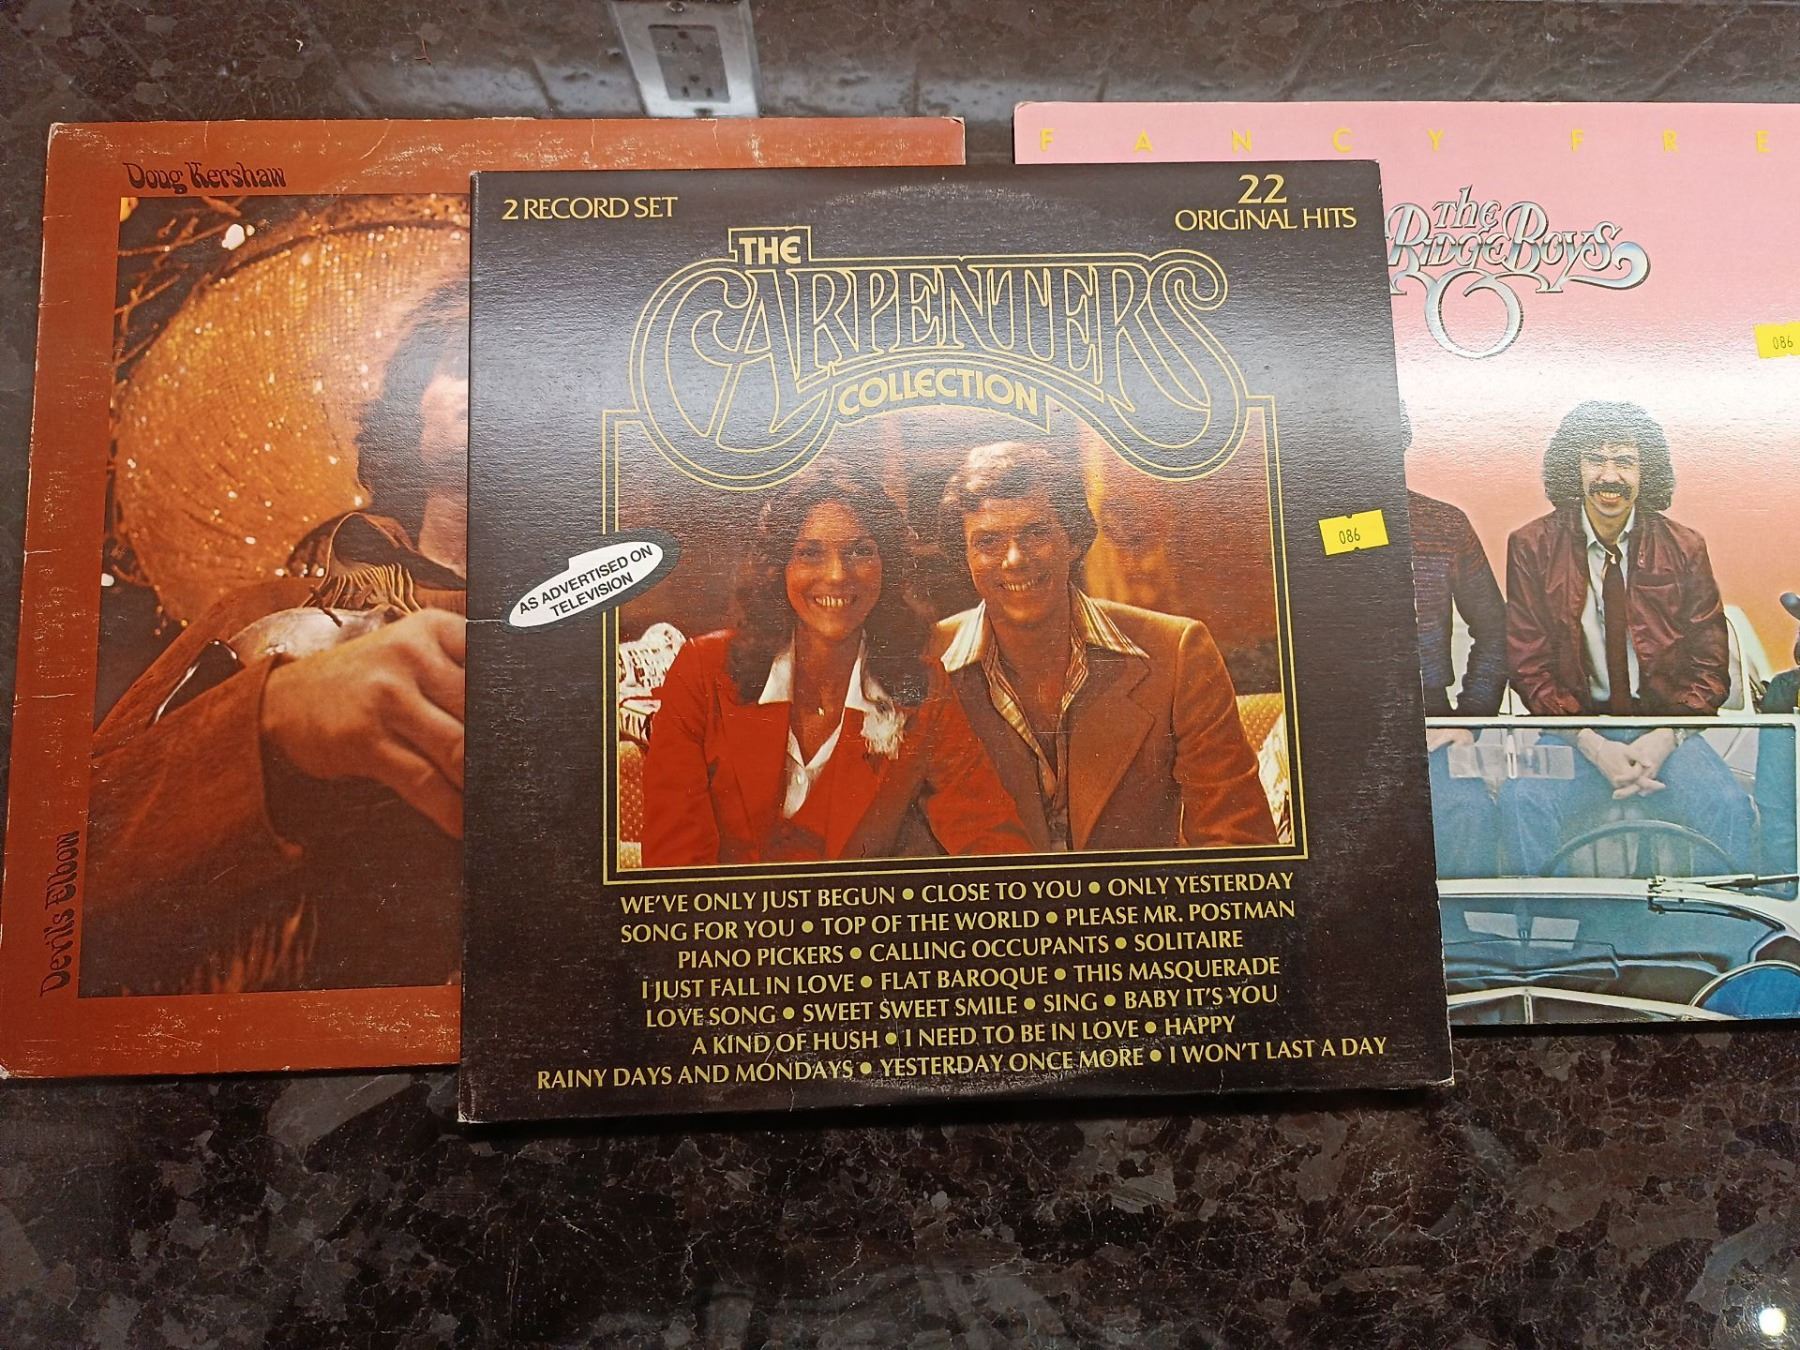 Doug Kershaw
Devil's Elbow
2 RECORD SET
22
ORIGINAL HITS
THE
CARPENTERS
COLLECTION
AS ADVERTISED ON
TELEVISION
086
WE'VE ONLY JUST BEGUN • CLOSE TO YOU • ONLY YESTERDAY
SONG FOR YOU • TOP OF THE WORLD • PLEASE MR. POSTMAN
PIANO PICKERS • CALLING OCCUPANTS • SOLITAIRE
I JUST FALL IN LOVE • FLAT BAROQUE • THIS MASQUERADE
LOVE SONG • SWEET SWEET SMILE • SING • BABY IT'S YOU
A KIND OF HUSH • I NEED TO BE IN LOVE • HAPPY
RAINY DAYS AND MONDAYS • YESTERDAY ONCE MORE • I WON'T LAST A DAY
FANCY FRE
the
RIDGE BOYS
086